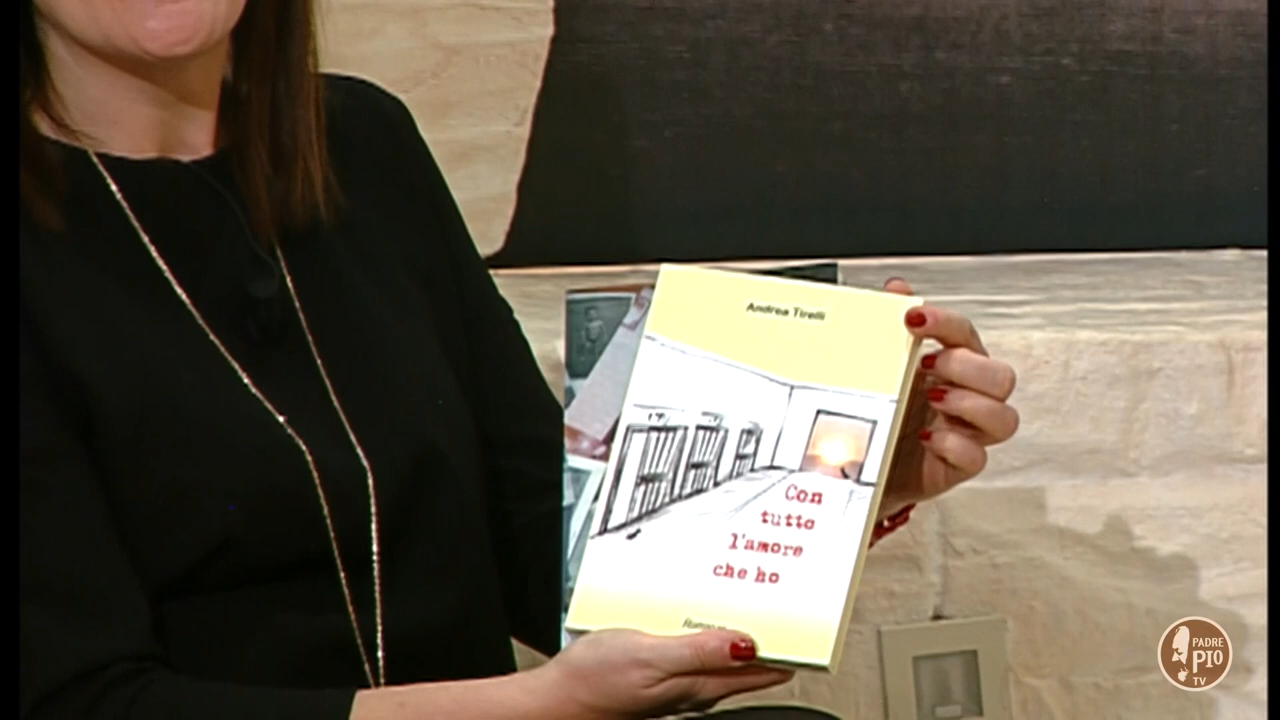 Andrea Tirelli
Con
tutto
l'amore
che ho
PADRE
PIO
TV